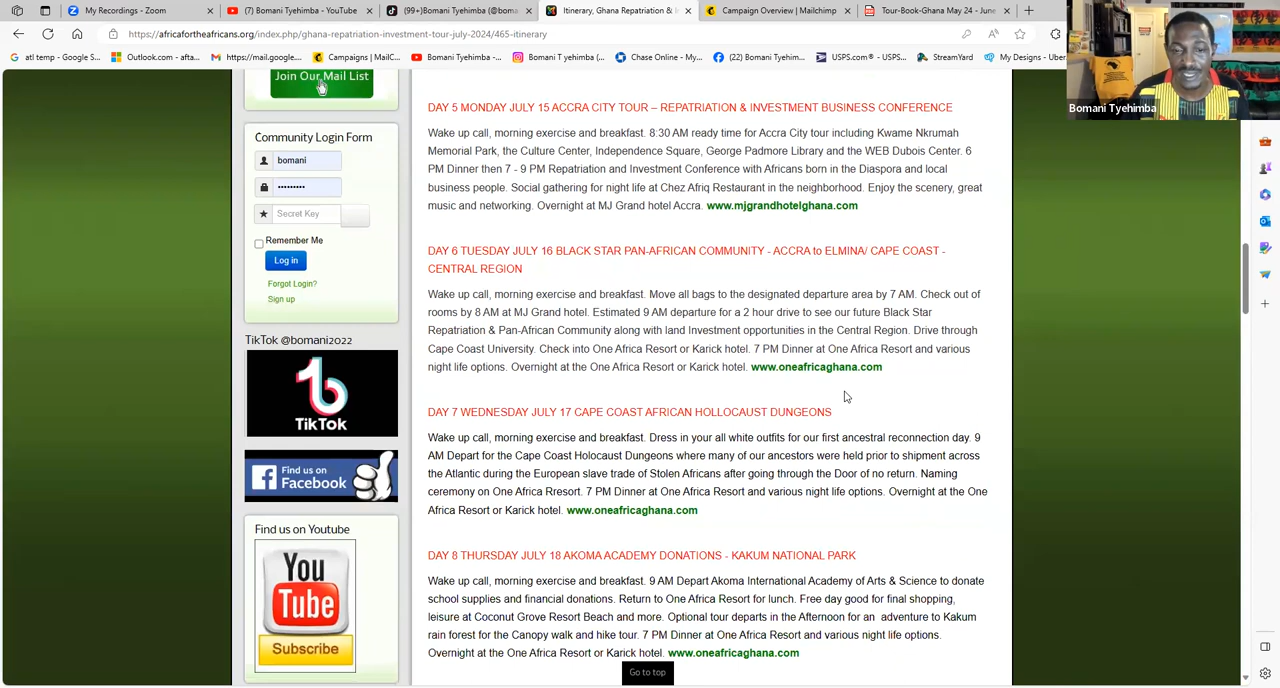 My Recordings - Zoom
(7) Bomani Tyehimba - YouTube
(99+)Bomani Tyehimba (@boma
Itinerary, Ghana Repatriation & I
Campaign Overview | Mailchimp
Tour-Book-Ghana May 24 - June
https://africafortheafricans.org/index.php/ghana-repatriation-investment-tour-july-2024/465-itinerary
atl temp - Google S...
Outlook.com - afta...
https://mail.google...
Campaigns | MailC...
Bomani Tyehimba -...
Bomani T yehimba (...
Chase Online - My...
(22) Bomani Tyehi...
USPS.com® - USPS...
StreamYard
My Designs - Uber
Bomani Tyehimba
Join Our Mail List
Community Login Form
bomani
Secret Key
Remember Me
Log in
Forgot Login?
Sign up
TikTok @bomani2022
TikTok
Find us on
Facebook
Find us on Youtube
You
Tube
Subscribe
DAY 5 MONDAY JULY 15 ACCRA CITY TOUR – REPATRIATION & INVESTMENT BUSINESS CONFERENCE
Wake up call, morning exercise and breakfast. 8:30 AM ready time for Accra City tour including Kwame Nkrumah
Memorial Park, the Culture Center, Independence Square, George Padmore Library and the WEB Dubois Center. 6
PM Dinner then 7 - 9 PM Repatriation and Investment Conference with Africans born in the Diaspora and local
business people. Social gathering for night life at Chez Afriq Restaurant in the neighborhood. Enjoy the scenery, great
music and networking. Overnight at MJ Grand hotel Accra. www.mjgrandhotelghana.com
DAY 6 TUESDAY JULY 16 BLACK STAR PAN-AFRICAN COMMUNITY - ACCRA to ELMINA/ CAPE COAST -
CENTRAL REGION
Wake up call, morning exercise and breakfast. Move all bags to the designated departure area by 7 AM. Check out of
rooms by 8 AM at MJ Grand hotel. Estimated 9 AM departure for a 2 hour drive to see our future Black Star
Repatriation & Pan-African Community along with land Investment opportunities in the Central Region. Drive through
Cape Coast University. Check into One Africa Resort or Karick hotel. 7 PM Dinner at One Africa Resort and various
night life options. Overnight at the One Africa Resort or Karick hotel. www.oneafricaghana.com
DAY 7 WEDNESDAY JULY 17 CAPE COAST AFRICAN HOLLOCAUST DUNGEONS
Wake up call, morning exercise and breakfast. Dress in your all white outfits for our first ancestral reconnection day. 9
AM Depart for the Cape Coast Holocaust Dungeons where many of our ancestors were held prior to shipment across
the Atlantic during the European slave trade of Stolen Africans after going through the Door of no return. Naming
ceremony on One Africa Rresort. 7 PM Dinner at One Africa Resort and various night life options. Overnight at the One
Africa Resort or Karick hotel. www.oneafricaghana.com
DAY 8 THURSDAY JULY 18 AKOMA ACADEMY DONATIONS - KAKUM NATIONAL PARK
Wake up call, morning exercise and breakfast. 9 AM Depart Akoma International Academy of Arts & Science to donate
school supplies and financial donations. Return to One Africa Resort for lunch. Free day good for final shopping,
leisure at Coconut Grove Resort Beach and more. Optional tour departs in the Afternoon for an adventure to Kakum
rain forest for the Canopy walk and hike tour. 7 PM Dinner at One Africa Resort and various night life options.
Overnight at the One Africa Resort or Karick hotel. www.oneafricaghana.com
Go to top